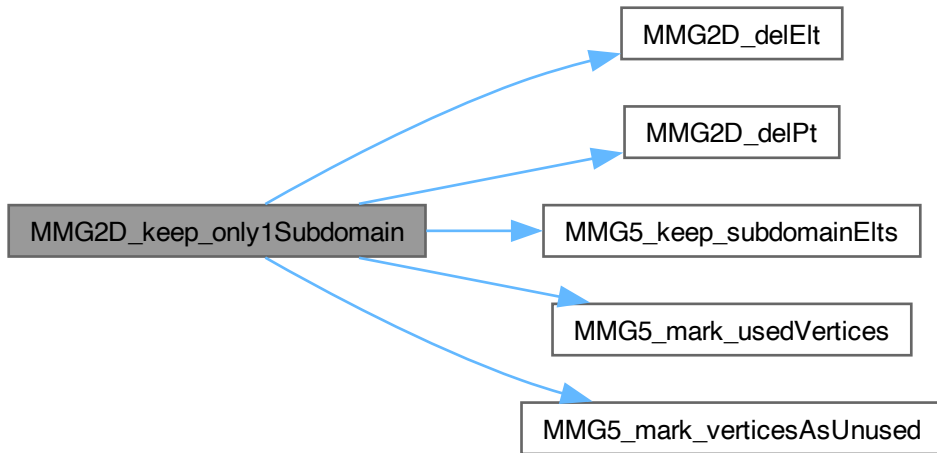 MMG2D_delElt
MMG2D_delPt
MMG2D_keep_only1Subdomain
MMG5_keep_subdomainElts
MMG5_mark_usedVertices
MMG5_mark_verticesAsUnused